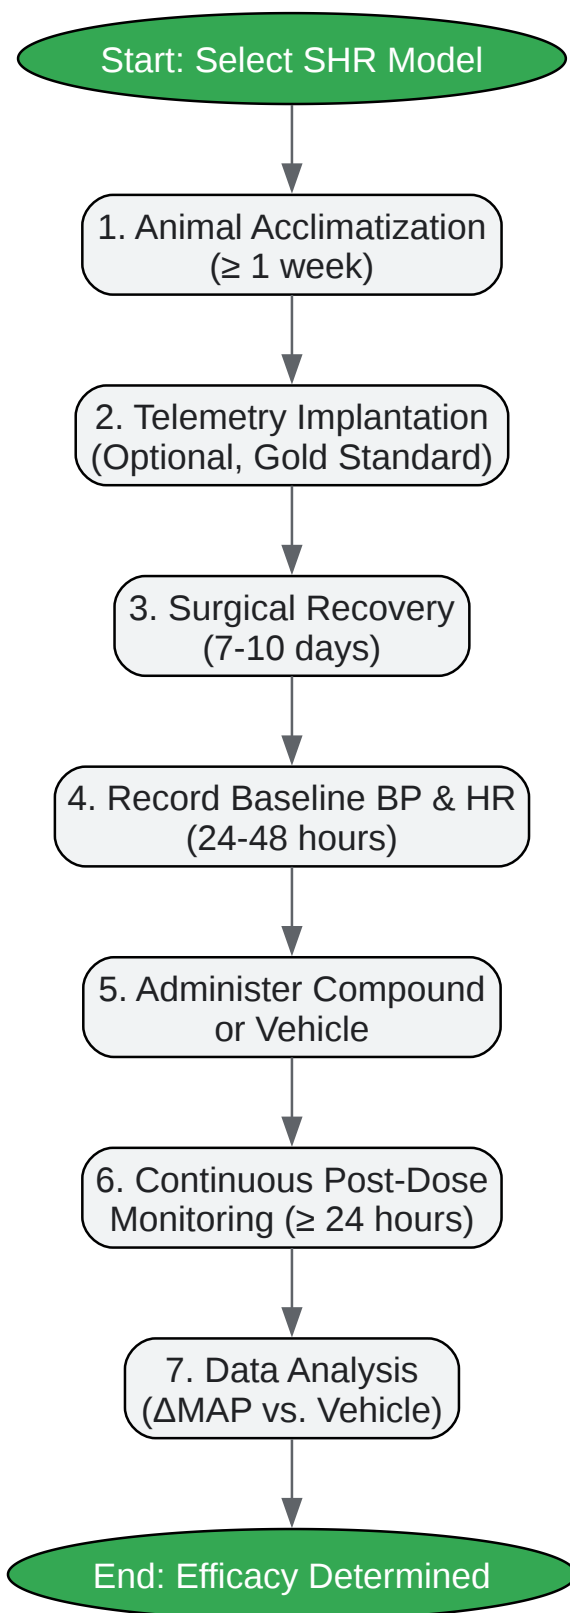 Start: Select SHR Model
1. Animal Acclimatization
(≥ 1 week)
2. Telemetry Implantation
(Optional, Gold Standard)
3. Surgical Recovery
(7-10 days)
4. Record Baseline BP & HR
(24-48 hours)
5. Administer Compound
or Vehicle
6. Continuous Post-Dose
Monitoring (≥ 24 hours)
7. Data Analysis
(ΔMAP vs. Vehicle)
End: Efficacy Determined